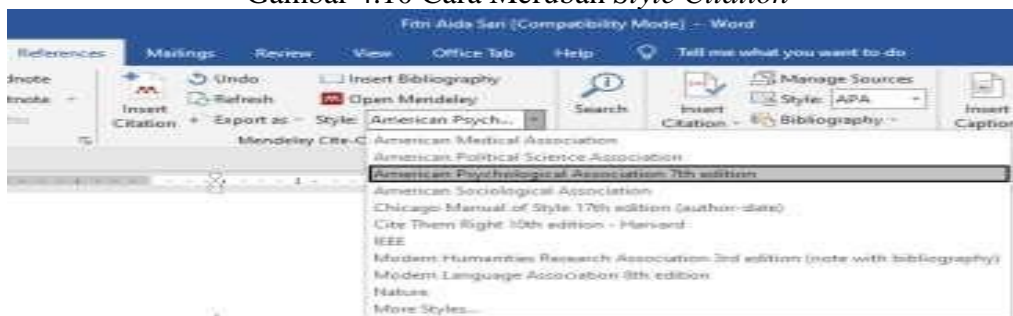 Gambar 4.10 Cara Merubah Style Citation
Fitri Aida Sari [Compatibility Mode] - Word
References Mailings Review View Office Tab Help Tell me what you want to do
Undo Insert Bibliography Manage Sources
Refresh Open Mendeley Search Insert Style: APA Insert
Insert Citation Export as Style: American Psych... Citation Bibliography Caption
Mendeley Cite-O
American Medical Association
American Political Science Association
American Psychological Association 7th edition
American Sociological Association
Chicago Manual of Style 17th edition (author-date)
Cite Them Right 10th edition - Harvard
IEEE
Modern Humanities Research Association 3rd edition (note with bibliography)
Modern Language Association 8th edition
Nature
More Styles...